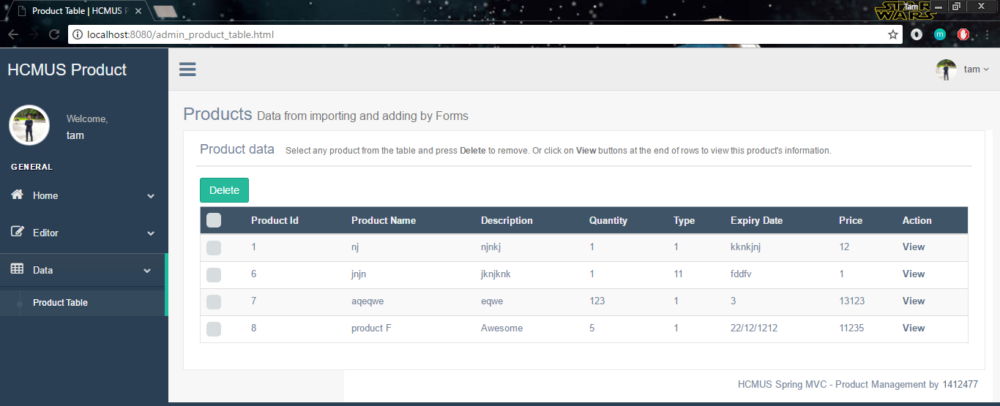 Product Table | HCMUS P
Tam
STAR WARS
localhost:8080/admin_product_table.html
HCMUS Product
tam
Welcome,
tam
GENERAL
Home
Editor
Data
Product Table
Products Data from importing and adding by Forms
Product data Select any product from the table and press Delete to remove. Or click on View buttons at the end of rows to view this product's information.
Delete
Product Id Product Name Description Quantity Type Expiry Date Price Action
1 nj njnkj 1 1 kknkjnj 12 View
6 jnjn jknjknk 1 11 fddfv 1 View
7 aqeqwe eqwe 123 1 3 13123 View
8 product F Awesome 5 1 22/12/1212 11235 View
HCMUS Spring MVC - Product Management by 1412477